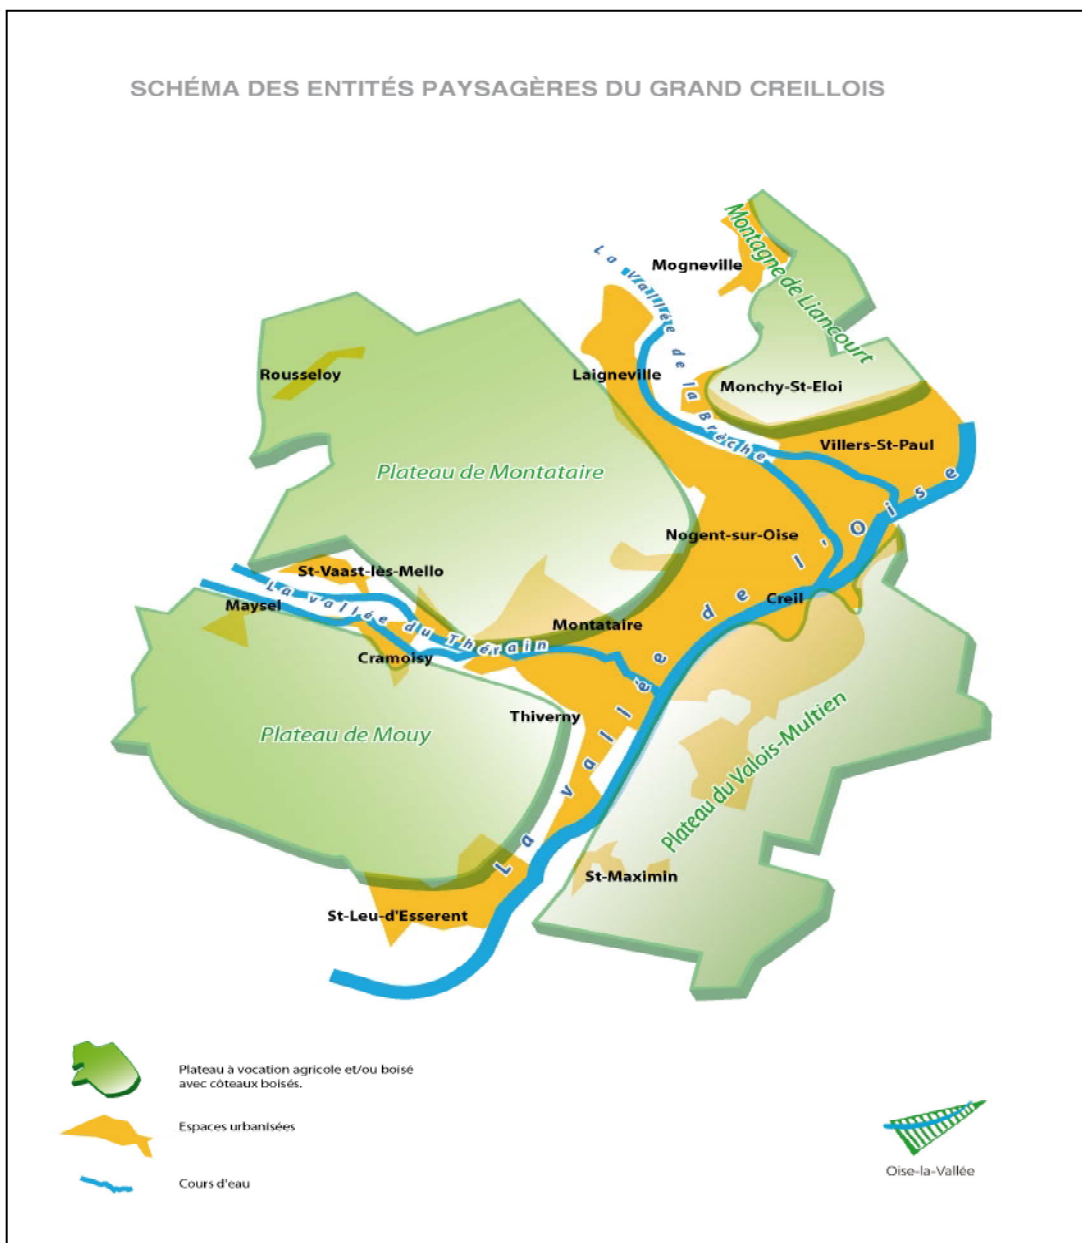 SCHÉMA DES ENTITÉS PAYSAGÈRES DU GRAND CREILLOIS
Montagne de Liancourt
Mogneville
La Vallée de la Brèche
Rousseloy
Laigneville
Monchy-St-Eloi
Villers-St-Paul
Plateau de Montataire
Nogent-sur-Oise
St-Vaast-lès-Mello
La vallée du Thérain
Maysel
Creil
Montataire
Cramoisy
La vallée de l'Oise
Thiverny
Plateau de Mouy
Plateau du Valois-Multien
St-Maximin
St-Leu-d'Esserent
Plateau à vocation agricole et/ou boisé
avec côteaux boisés.
Espaces urbanisées
Cours d'eau
Oise-la-Vallée